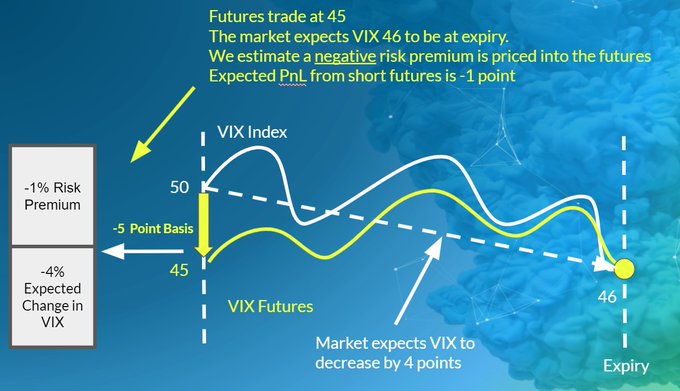 Futures trade at 45
The market expects VIX 46 to be at expiry.
We estimate a negative risk premium is priced into the futures
Expected PnL from short futures is -1 point
VIX Index
-1% Risk
Premium
50
-5 Point Basis
45
-4%
Expected
Change in
VIX
VIX Futures
46
Market expects VIX to
decrease by 4 points
Expiry